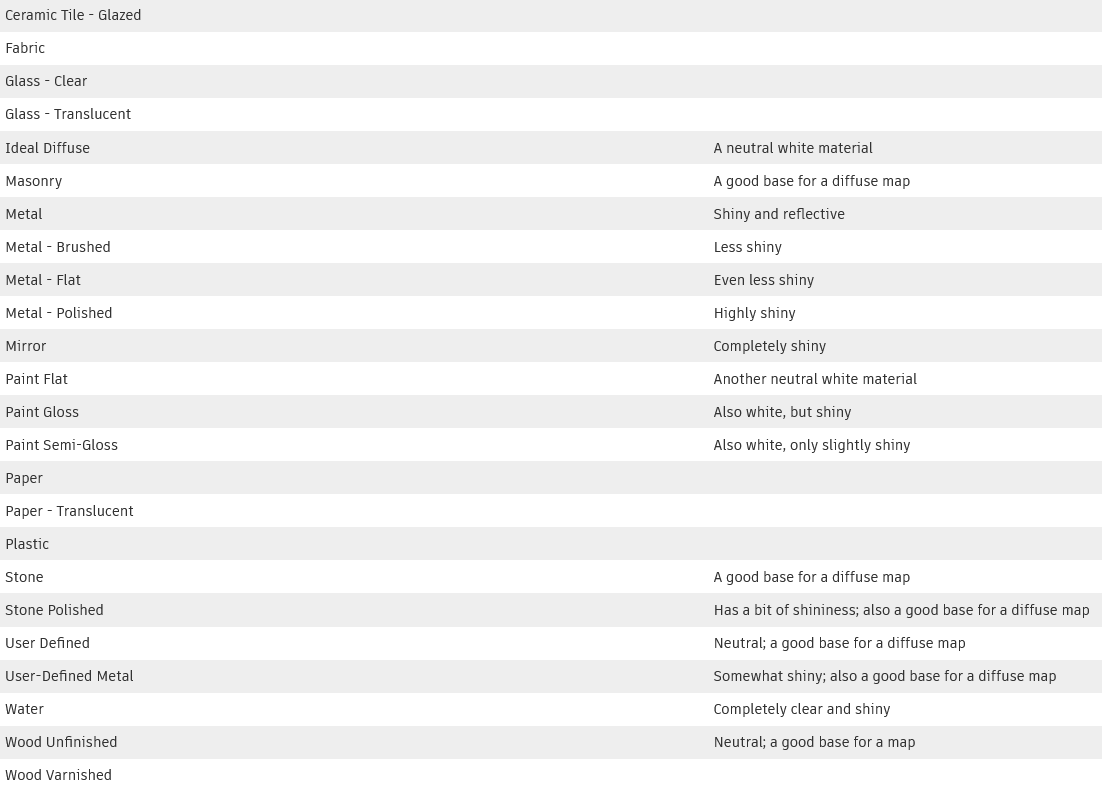 Ceramic Tile - Glazed
Fabric
Glass - Clear
Glass - Translucent
Ideal Diffuse A neutral white material
Masonry A good base for a diffuse map
Metal Shiny and reflective
Metal - Brushed Less shiny
Metal - Flat Even less shiny
Metal - Polished Highly shiny
Mirror Completely shiny
Paint Flat Another neutral white material
Paint Gloss Also white, but shiny
Paint Semi-Gloss Also white, only slightly shiny
Paper
Paper - Translucent
Plastic
Stone A good base for a diffuse map
Stone Polished Has a bit of shininess; also a good base for a diffuse map
User Defined Neutral; a good base for a diffuse map
User-Defined Metal Somewhat shiny; also a good base for a diffuse map
Water Completely clear and shiny
Wood Unfinished Neutral; a good base for a map
Wood Varnished